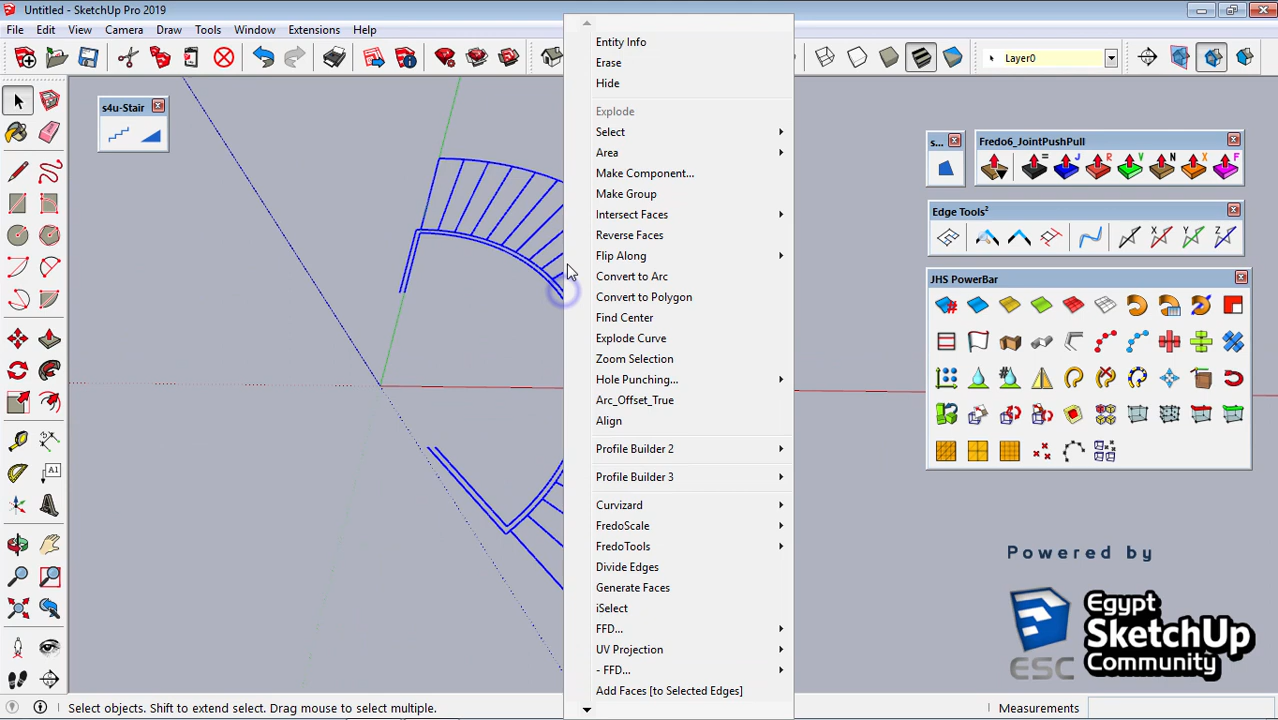 Untitled - SketchUp Pro 2019
File Edit View Camera Draw Tools Window Extensions Help
Layer0
s4u-Stair
s...
Fredo6_JointPushPull
= J R V N X F
Edge Tools²
X Y Z
JHS PowerBar
A1
Entity Info
Erase
Hide
Explode
Select
Area
Make Component...
Make Group
Intersect Faces
Reverse Faces
Flip Along
Convert to Arc
Convert to Polygon
Find Center
Explode Curve
Zoom Selection
Hole Punching...
Arc_Offset_True
Align
Profile Builder 2
Profile Builder 3
Curvizard
FredoScale
FredoTools
Divide Edges
Generate Faces
iSelect
FFD...
UV Projection
- FFD...
Add Faces [to Selected Edges]
Powered by
Egypt
SketchUp
Community
ESC
Select objects. Shift to extend select. Drag mouse to select multiple.
Measurements